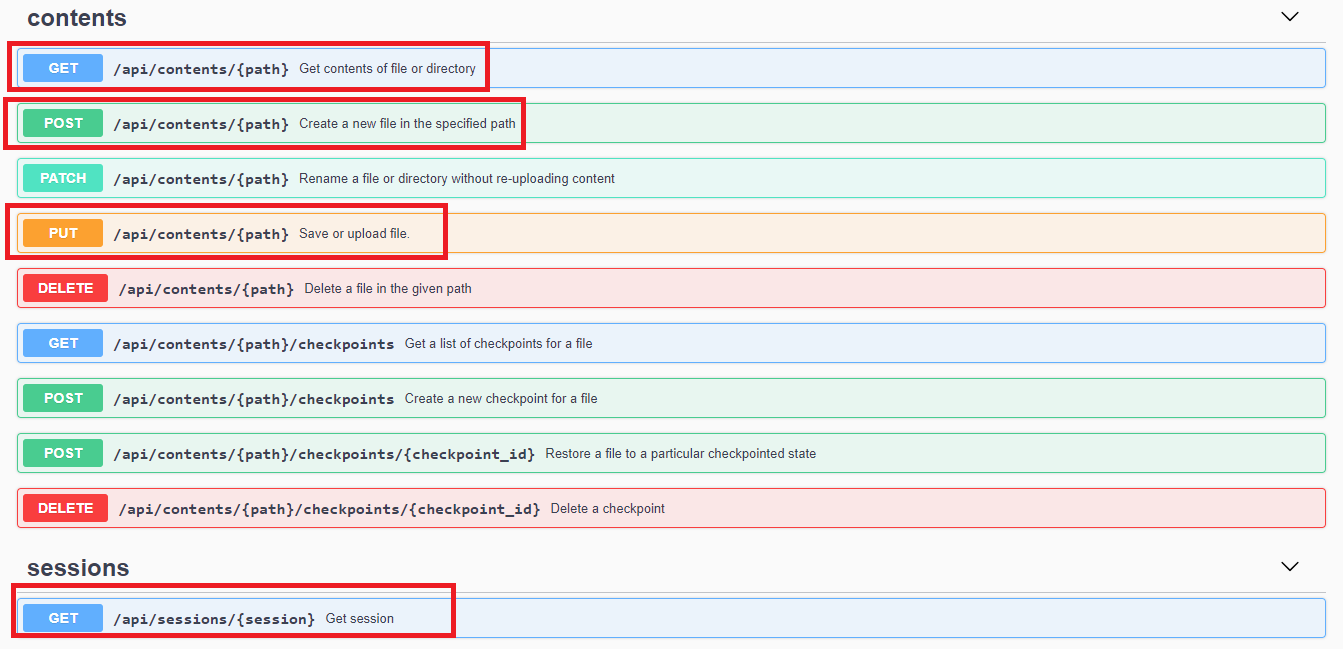 contents
GET /api/contents/{path} Get contents of file or directory
POST /api/contents/{path} Create a new file in the specified path
PATCH /api/contents/{path} Rename a file or directory without re-uploading content
PUT /api/contents/{path} Save or upload file.
DELETE /api/contents/{path} Delete a file in the given path
GET /api/contents/{path}/checkpoints Get a list of checkpoints for a file
POST /api/contents/{path}/checkpoints Create a new checkpoint for a file
POST /api/contents/{path}/checkpoints/{checkpoint_id} Restore a file to a particular checkpointed state
DELETE /api/contents/{path}/checkpoints/{checkpoint_id} Delete a checkpoint
sessions
GET /api/sessions/{session} Get session